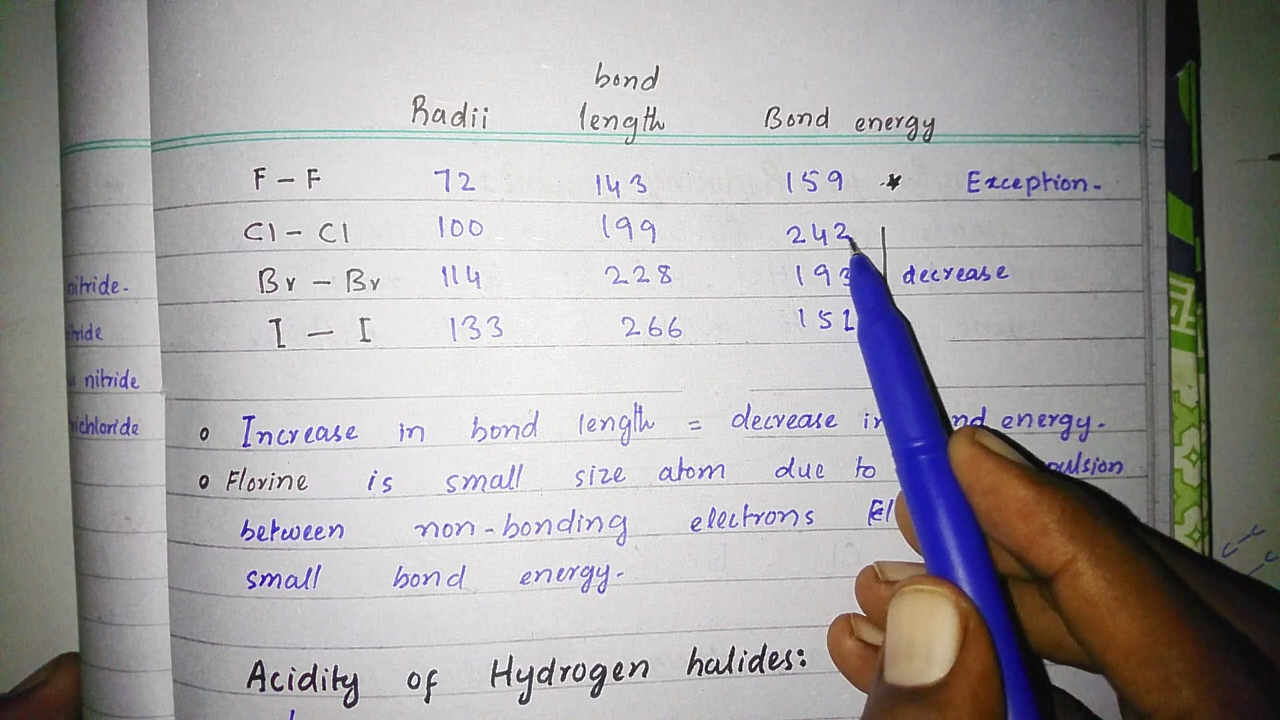 bond
Radii length Bond energy
F - F 72 143 159 * Exception-
Cl - Cl 100 199 242
Br - Br 114 228 193 decrease
I - I 133 266 151
o Increase in bond length = decrease in energy.
o Florine is small size atom due to
between non-bonding electrons
small bond energy-
Acidity of Hydrogen halides:
nitride-
nitride
nitride
C-C